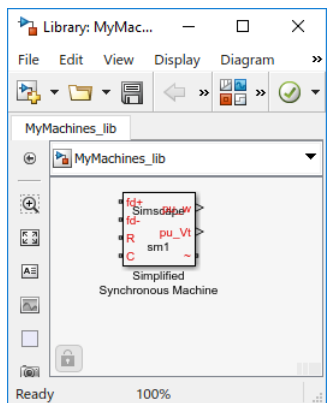 Library: MyMac...
File Edit View Display Diagram »
» »
MyMachines_lib
MyMachines_lib
fd+ Simscape pu_w
fd-
R pu_Vt
sm1
C ~
Simplified
Synchronous Machine
AΞ
Ready 100%